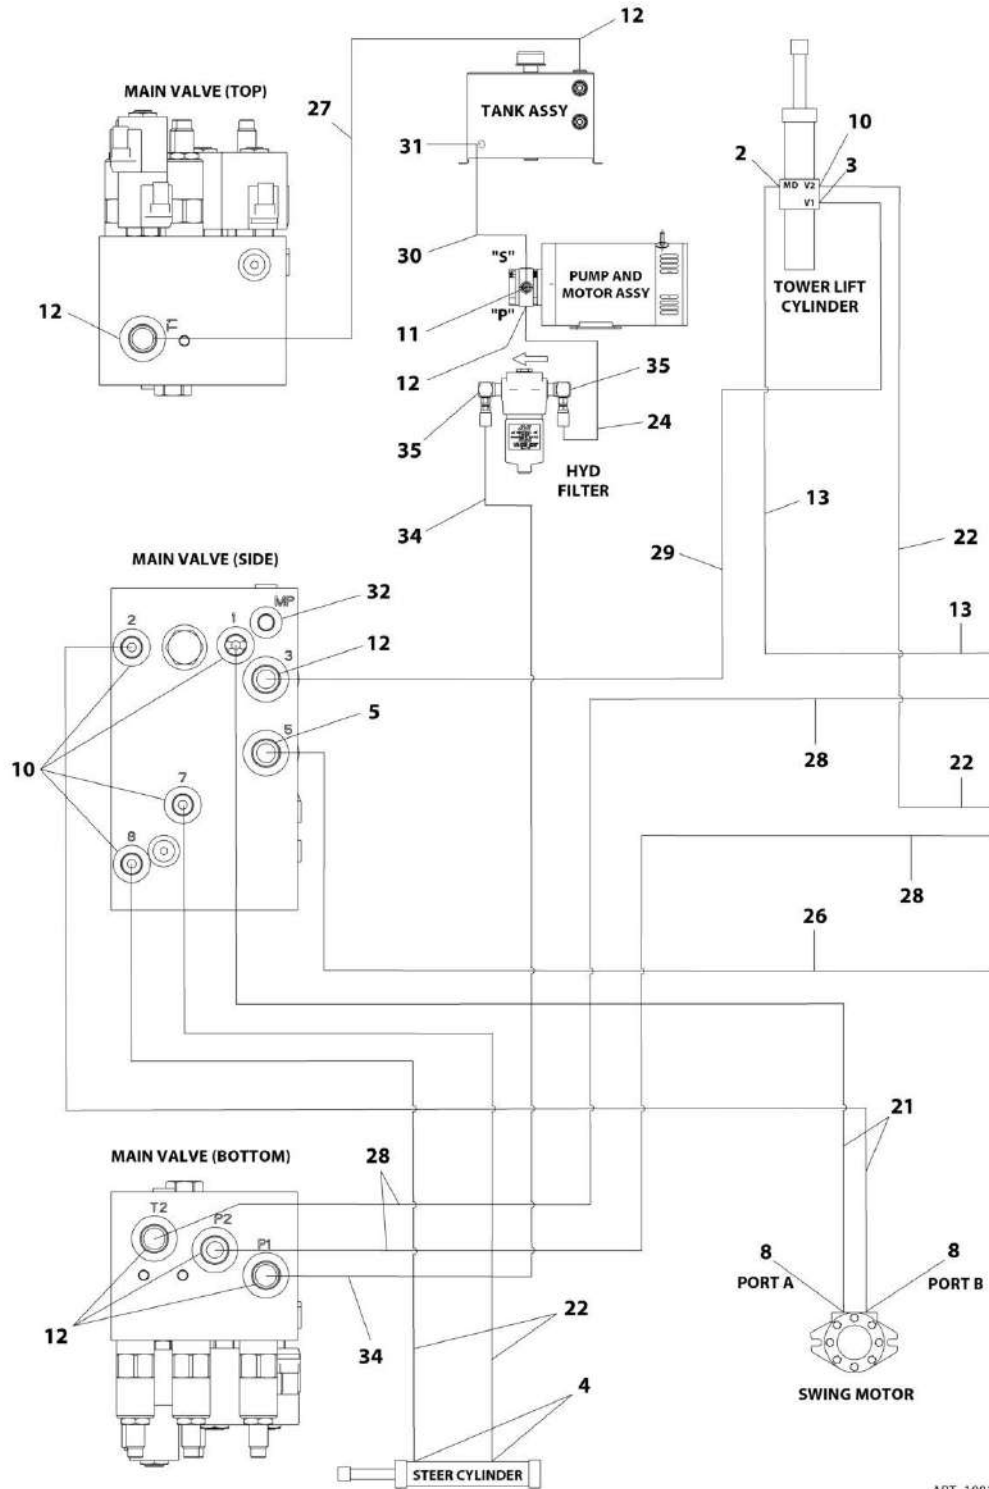 12
MAIN VALVE (TOP)
27
TANK ASSY
10
31
2
3
MD V2
V1
30
"S"
PUMP AND
MOTOR ASSY
TOWER LIFT
CYLINDER
12
T1
11
"P"
12
35
35
24
HYD
FILTER
13
34
29
22
MAIN VALVE (SIDE)
32
MP
2
1
12
3
13
5
5
10
28
22
7
8
28
26
21
MAIN VALVE (BOTTOM)
28
T2
P2
P1
8
8
PORT A
PORT B
12
22
34
4
SWING MOTOR
STEER CYLINDER